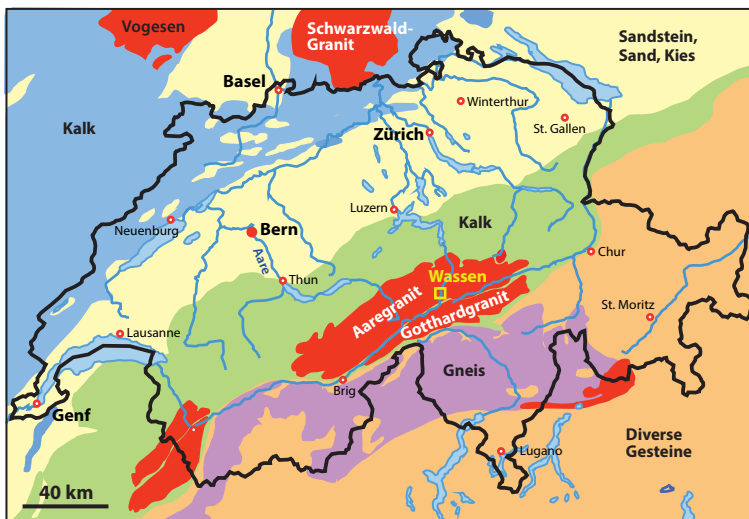 Vogesen
Schwarzwald-
Granit
Sandstein,
Sand, Kies
Basel
Winterthur
Kalk
Zürich
St. Gallen
Luzern
Neuenburg
Kalk
Bern
Aare
Chur
Thun
Wassen
St. Moritz
Aaregranit
Gotthardgranit
Lausanne
Gneis
Brig
Genf
Diverse
Gesteine
Lugano
40 km